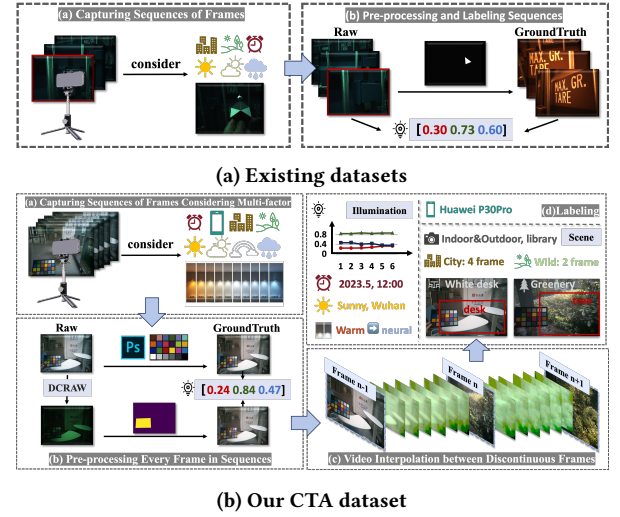 (a) Capturing Sequences of Frames
consider
(b) Pre-processing and Labeling Sequences
Raw
GroundTruth
MAX. GR.
TARE
[0.30 0.73 0.60]
(a) Existing datasets
(a) Capturing Sequences of Frames Considering Multi-factor
consider
Raw
Ps
GroundTruth
DCRAW
[0.24 0.84 0.47]
(b) Pre-processing Every Frame in Sequences
Illumination
0.8
0.4
0
1 2 3 4 5 6
2023.5, 12:00
Sunny, Wuhan
Warm neural
Huawei P30Pro
(d)Labeling
Indoor&Outdoor, library
Scene
City: 4 frame
Wild: 2 frame
White desk
desk
Greenery
Frame n-1
Frame n
Frame n+1
(c) Video Interpolation between Discontinuous Frames
(b) Our CTA dataset